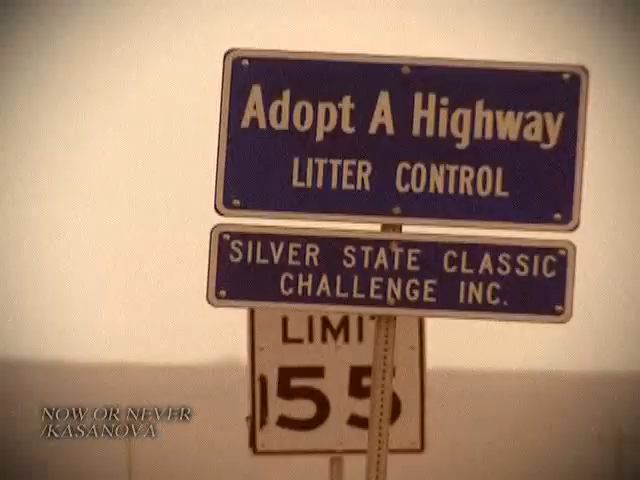 Adopt A Highway
LITTER CONTROL
SILVER STATE CLASSIC
CHALLENGE INC.
LIMIT
55
NOW OR NEVER
/KASANOVA